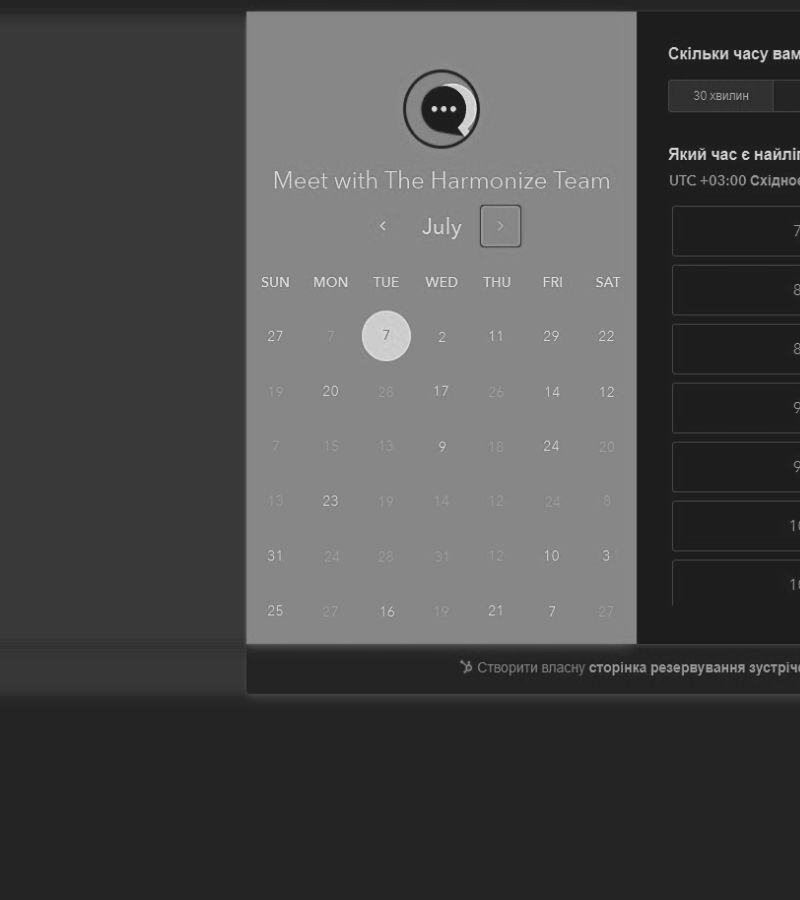 Meet with The Harmonize Team
July
SUN MON TUE WED THU FRI SAT
27 7 7 2 11 29 22
19 20 28 17 26 14 12
7 15 13 9 18 24 20
13 23 19 14 12 24 8
31 24 28 31 12 10 3
25 27 16 19 21 7 27
Скільки часу вам
30 хвилин
Який час є
UTC +03:00
7
8
8
9
9
10
10
Створити власну сторінка резервування